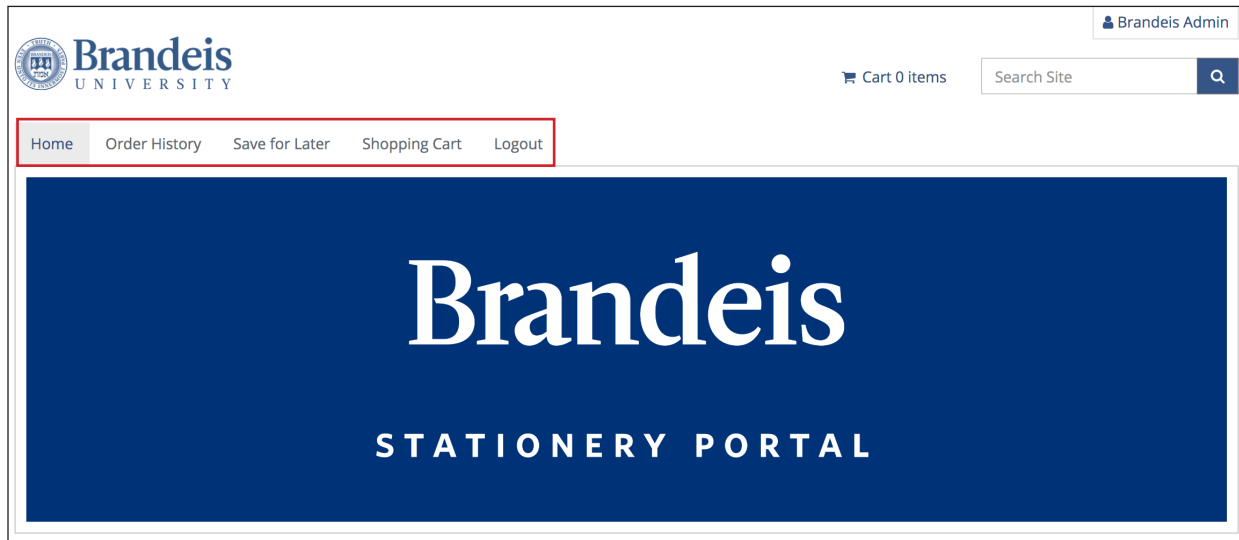 Brandeis Admin
Brandeis
UNIVERSITY
Cart 0 items
Search Site
Home Order History Save for Later Shopping Cart Logout
Brandeis
STATIONERY PORTAL